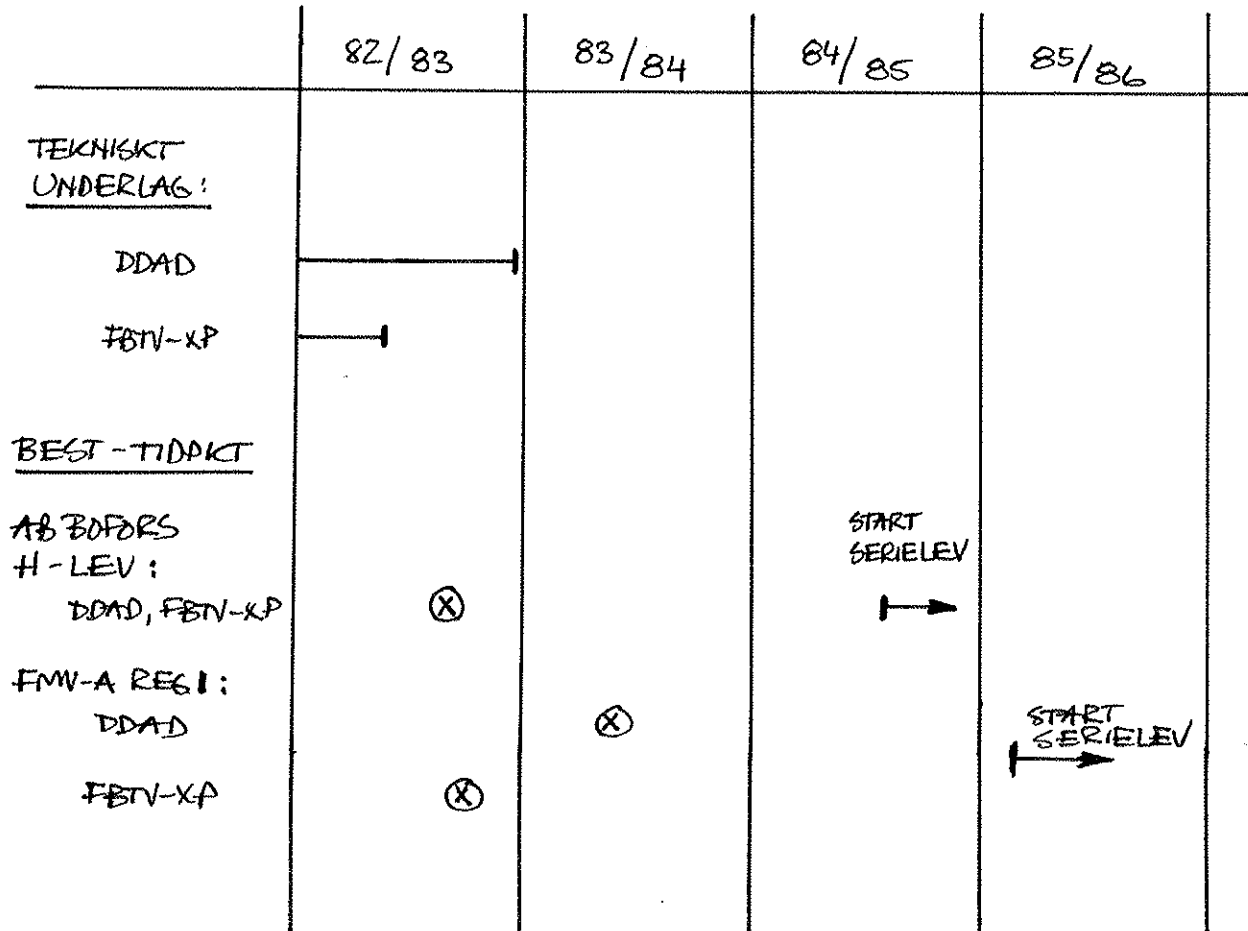 82/83 83/84 84/85 85/86
TEKNISKT
UNDERLAG:
DDAD
FBTV-XP
BEST-TIDPKT
AB BOFORS
H-LEV:
DDAD, FBTV-XP
START
SERIELEV
FMV-A REGI:
DDAD
START
SERIELEV
FBTV-XP